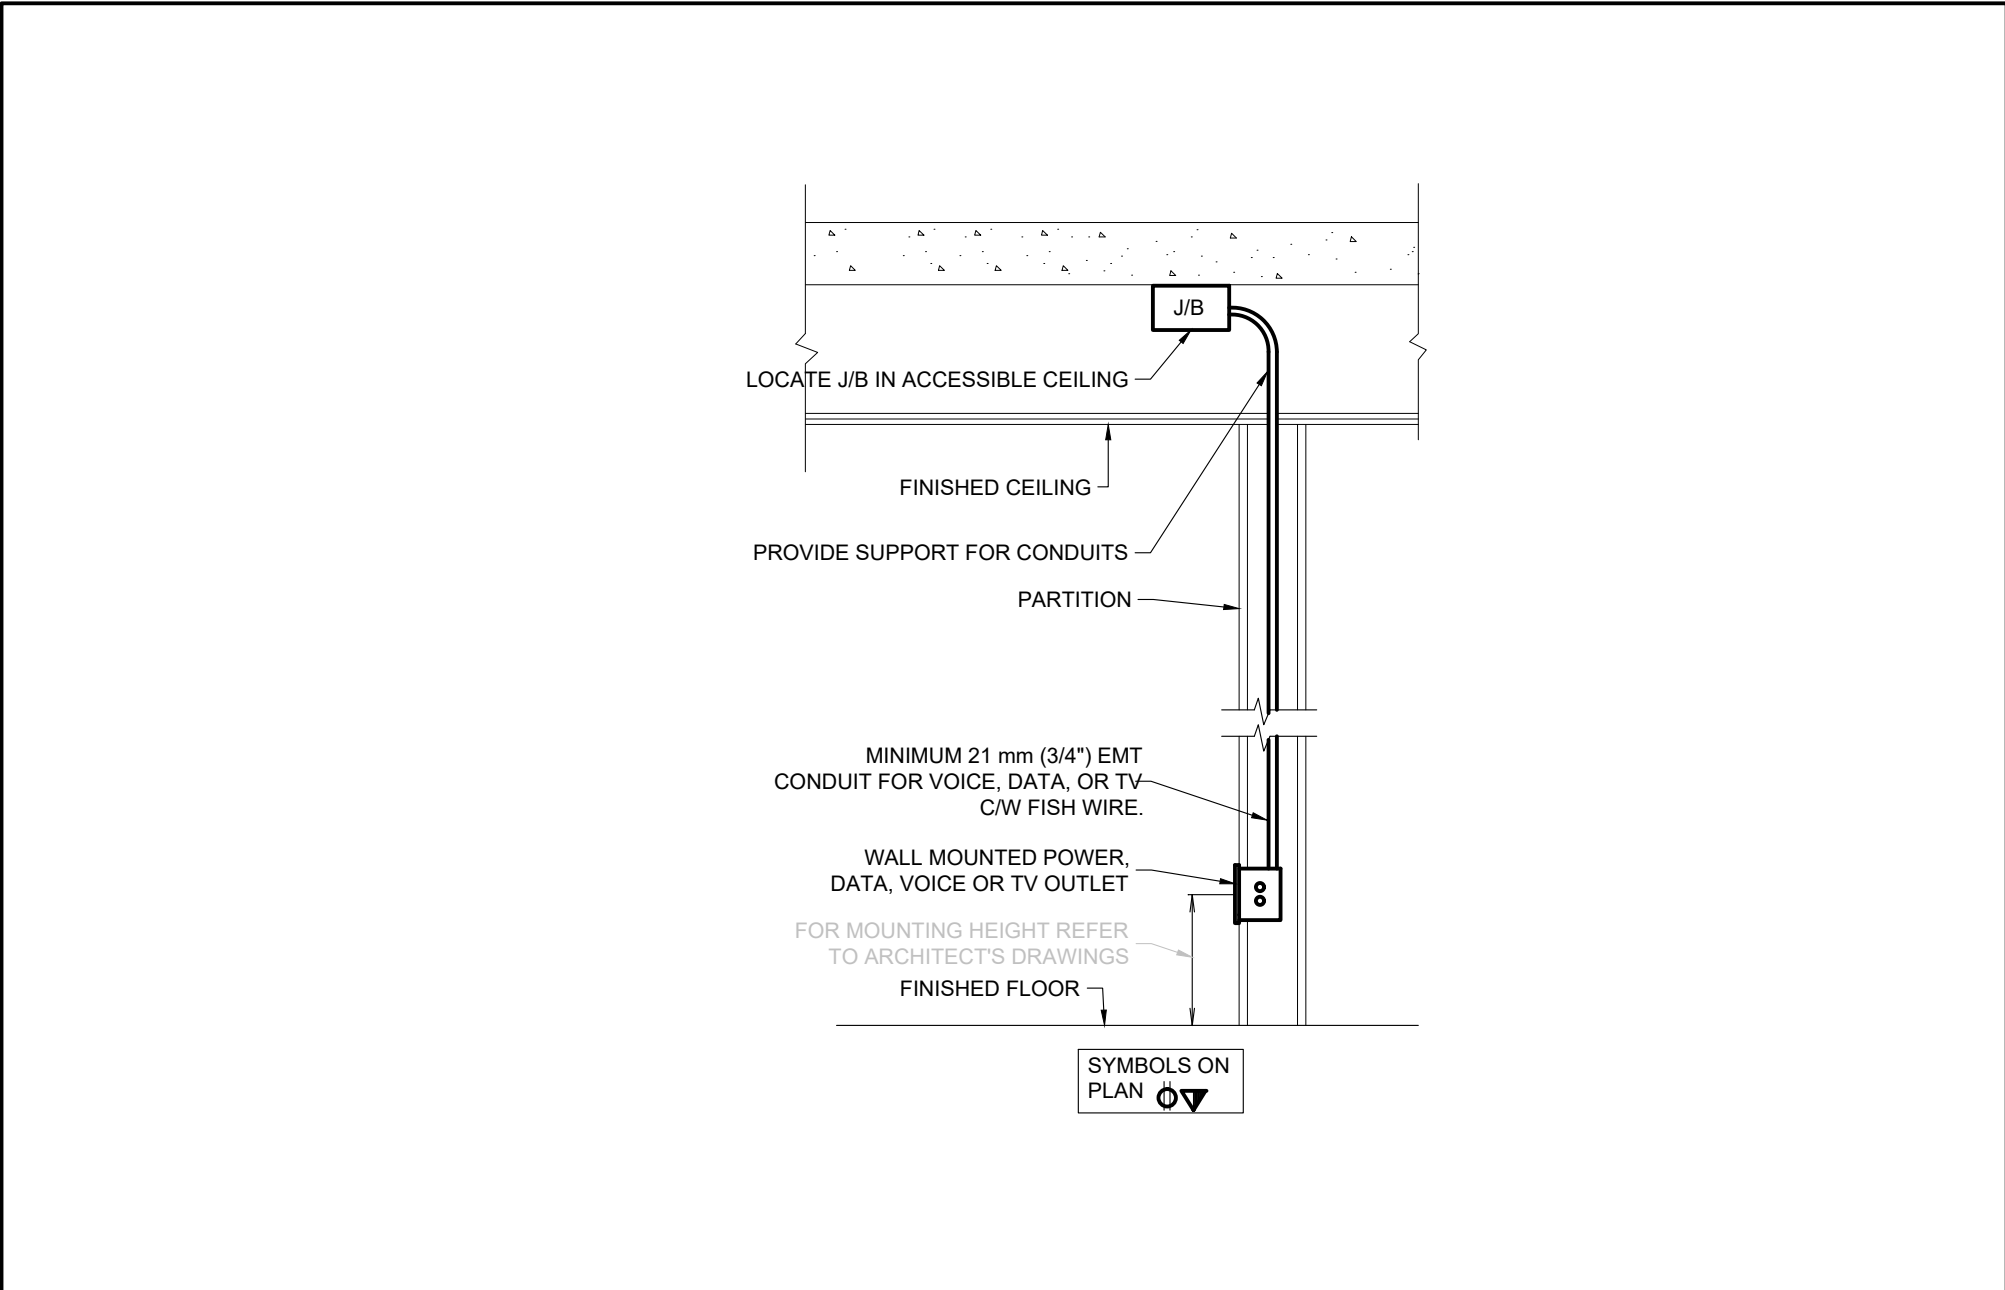 J/B
LOCATE J/B IN ACCESSIBLE CEILING
FINISHED CEILING
PROVIDE SUPPORT FOR CONDUITS
PARTITION
MINIMUM 21 mm (3/4") EMT
CONDUIT FOR VOICE, DATA, OR TV
C/W FISH WIRE.
WALL MOUNTED POWER,
DATA, VOICE OR TV OUTLET
FOR MOUNTING HEIGHT REFER
TO ARCHITECT'S DRAWINGS
FINISHED FLOOR
SYMBOLS ON
PLAN